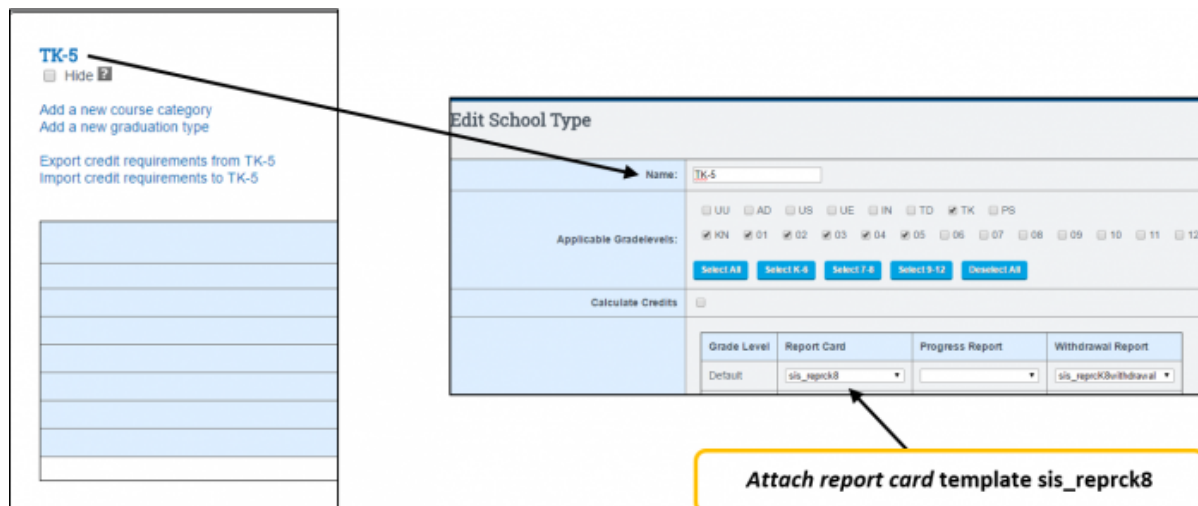 TK-5
Hide ?
Add a new course category
Add a new graduation type
Export credit requirements from TK-5
Import credit requirements to TK-5
Edit School Type
Name: TK-5
Applicable Gradelevels:
UU AD US UE IN TD TK PS
KN 01 02 03 04 05 06 07 08 09 10 11 12
Select All Select K-6 Select 7-8 Select 9-12 Deselect All
Calculate Credits
Grade Level Report Card Progress Report Withdrawal Report
Default sis_reprck8 sis_reprcK8withdrawal
Attach report card template sis_reprck8